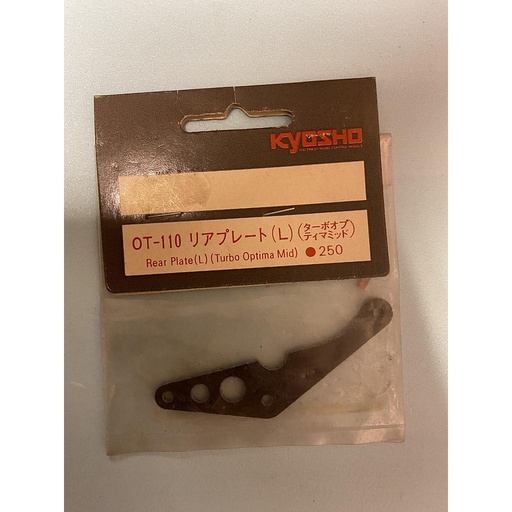 KYOSHO
OT-110 リアプレート(L)(ターボオプティマミッド)
Rear Plate(L)(Turbo Optima Mid) ●250